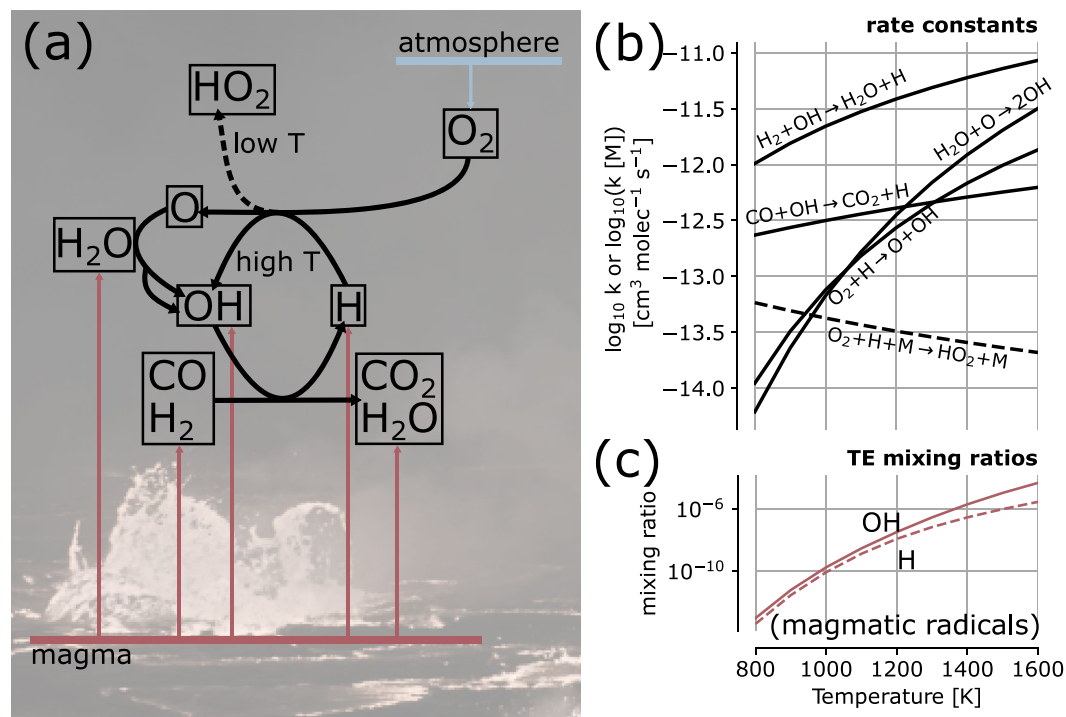 (a)
atmosphere
HO₂
low T
O₂
O
H₂O
high T
OH
H
CO
H₂
CO₂
H₂O
magma
(b)
rate constants
log₁₀ k or log₁₀(k [M])
[cm³ molec⁻¹ s⁻¹)
−11.0
−11.5
−12.0
−12.5
−13.0
−13.5
−14.0
H₂+OH→H₂O+H
H₂O+O→2OH
CO+OH→CO₂+H
O₂+H→O+OH
O₂+H+M→HO₂+M
(c)
TE mixing ratios
mixing ratio
10⁻⁶
10⁻¹⁰
OH
H
(magmatic radicals)
800 1000 1200 1400 1600
Temperature [K]